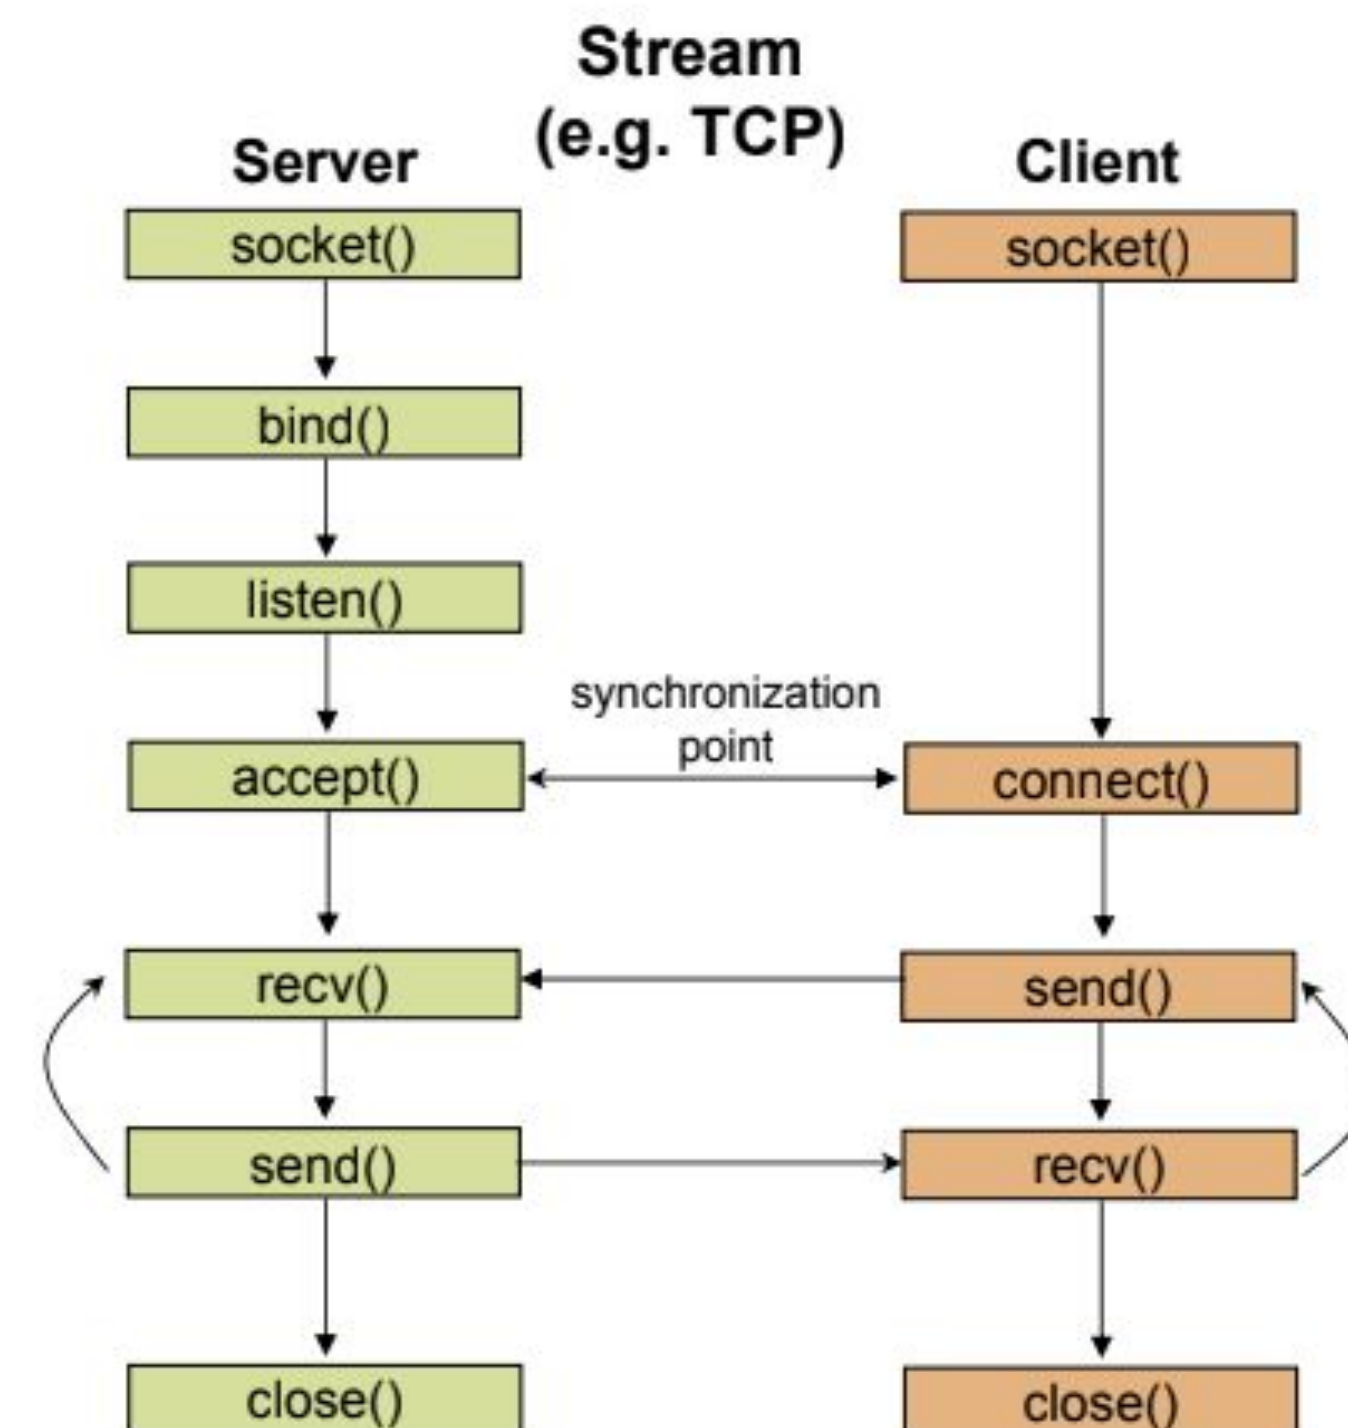 Stream
(e.g. TCP)
Server
Client
socket()
socket()
bind()
listen()
synchronization
point
accept()
connect()
recv()
send()
send()
recv()
close()
close()